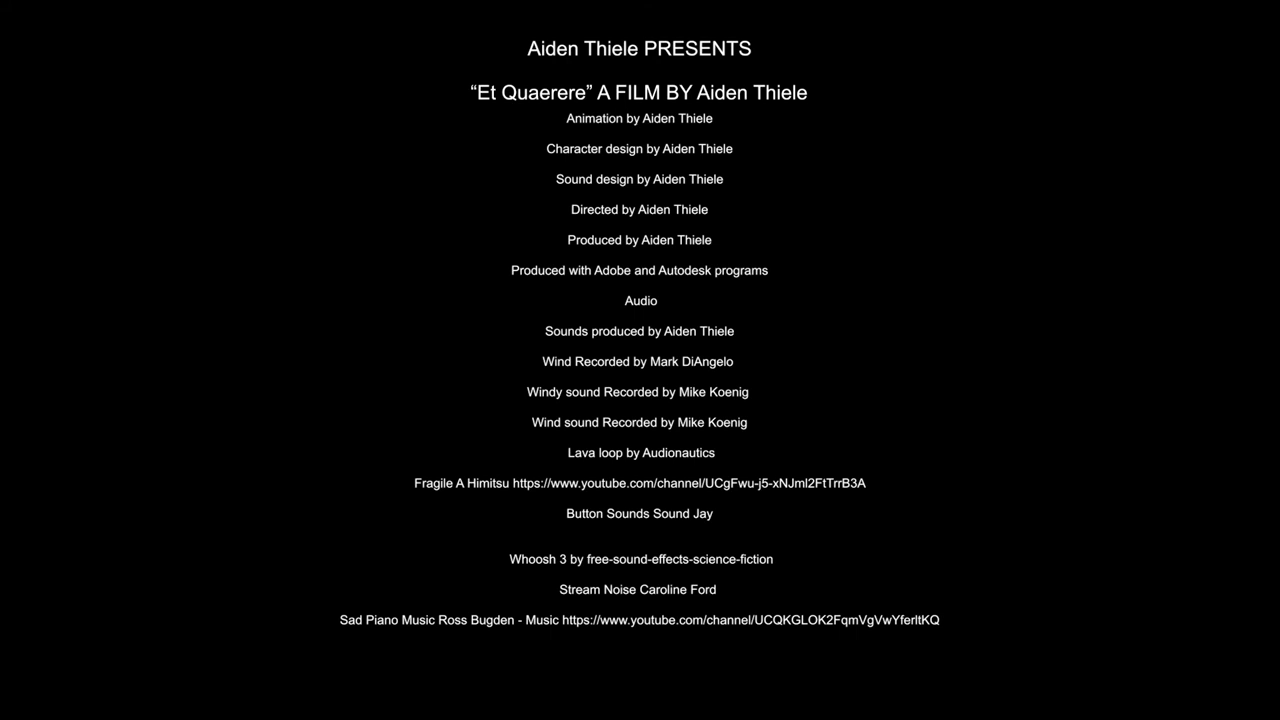 Aiden Thiele PRESENTS
“Et Quaerere” A FILM BY Aiden Thiele
Animation by Aiden Thiele
Character design by Aiden Thiele
Sound design by Aiden Thiele
Directed by Aiden Thiele
Produced by Aiden Thiele
Produced with Adobe and Autodesk programs
Audio
Sounds produced by Aiden Thiele
Wind Recorded by Mark DiAngelo
Windy sound Recorded by Mike Koenig
Wind sound Recorded by Mike Koenig
Lava loop by Audionautics
Fragile A Himitsu https://www.youtube.com/channel/UCgFwu-j5-xNJml2FtTrrB3A
Button Sounds Sound Jay
Whoosh 3 by free-sound-effects-science-fiction
Stream Noise Caroline Ford
Sad Piano Music Ross Bugden - Music https://www.youtube.com/channel/UCQKGLOK2FqmVgVwYferltKQ